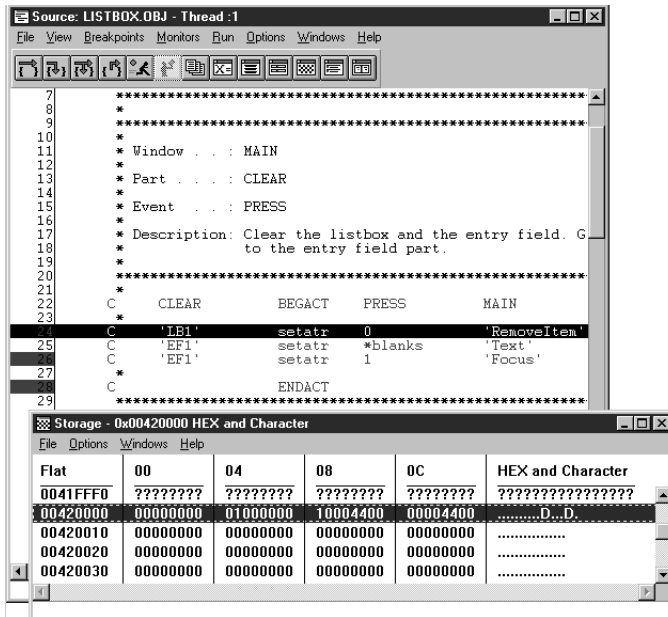 Source: LISTBOX.OBJ - Thread :1
File View Breakpoints Monitors Run Options Windows Help
7 ***********************************************************
8 *
9 ***********************************************************
10 *
11 * Window . . : MAIN
12 *
13 * Part . . . : CLEAR
14 *
15 * Event . . : PRESS
16 *
17 * Description: Clear the listbox and the entry field. G
18 * to the entry field part.
19 *
20 ***********************************************************
21 *
22 C CLEAR BEGACT PRESS MAIN
23 *
24 C 'LB1' setatr 0 'RemoveItem'
25 C 'EF1' setatr *blanks 'Text'
26 C 'EF1' setatr 1 'Focus'
27 *
28 C ENDACT
29 ***********************************************************
Storage - 0x00420000 HEX and Character
File Options Windows Help
Flat 00 04 08 0C HEX and Character
0041FFF0 ???????? ???????? ???????? ???????? ????????????????
00420000 00000000 01000000 10004400 00004400 ..........D...D.
00420010 00000000 00000000 00000000 00000000 ................
00420020 00000000 00000000 00000000 00000000 ................
00420030 00000000 00000000 00000000 00000000 ................